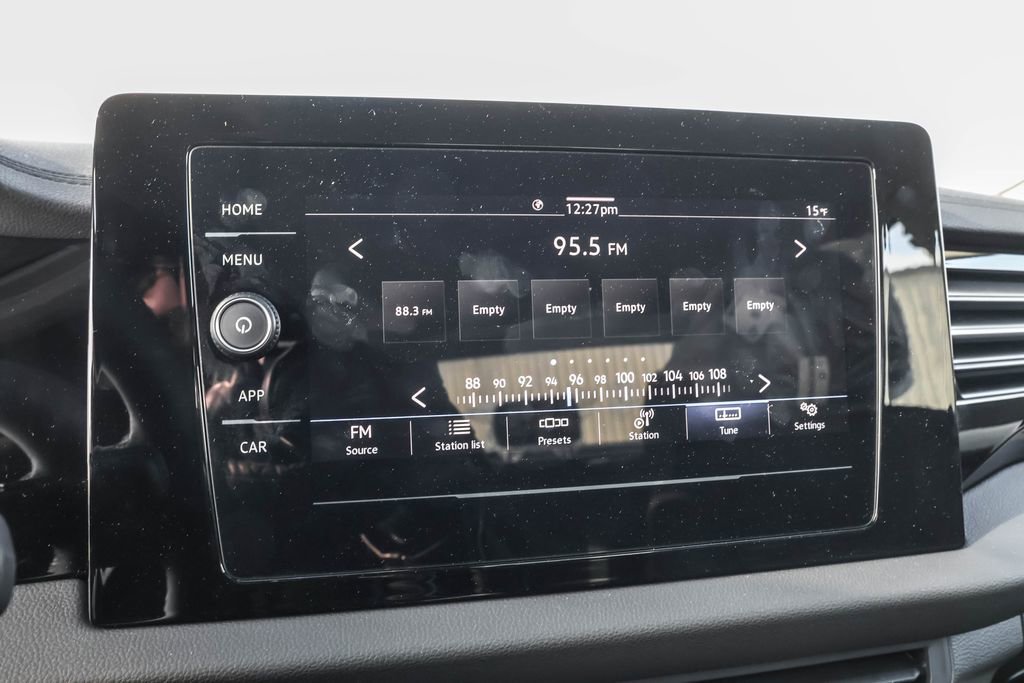 HOME
MENU
APP
CAR
12:27pm
15°F
95.5 FM
88.3 FM
Empty
Empty
Empty
Empty
Empty
88 90 92 94 96 98 100 102 104 106 108
FM
Source
Station list
Presets
Station
Tune
Settings